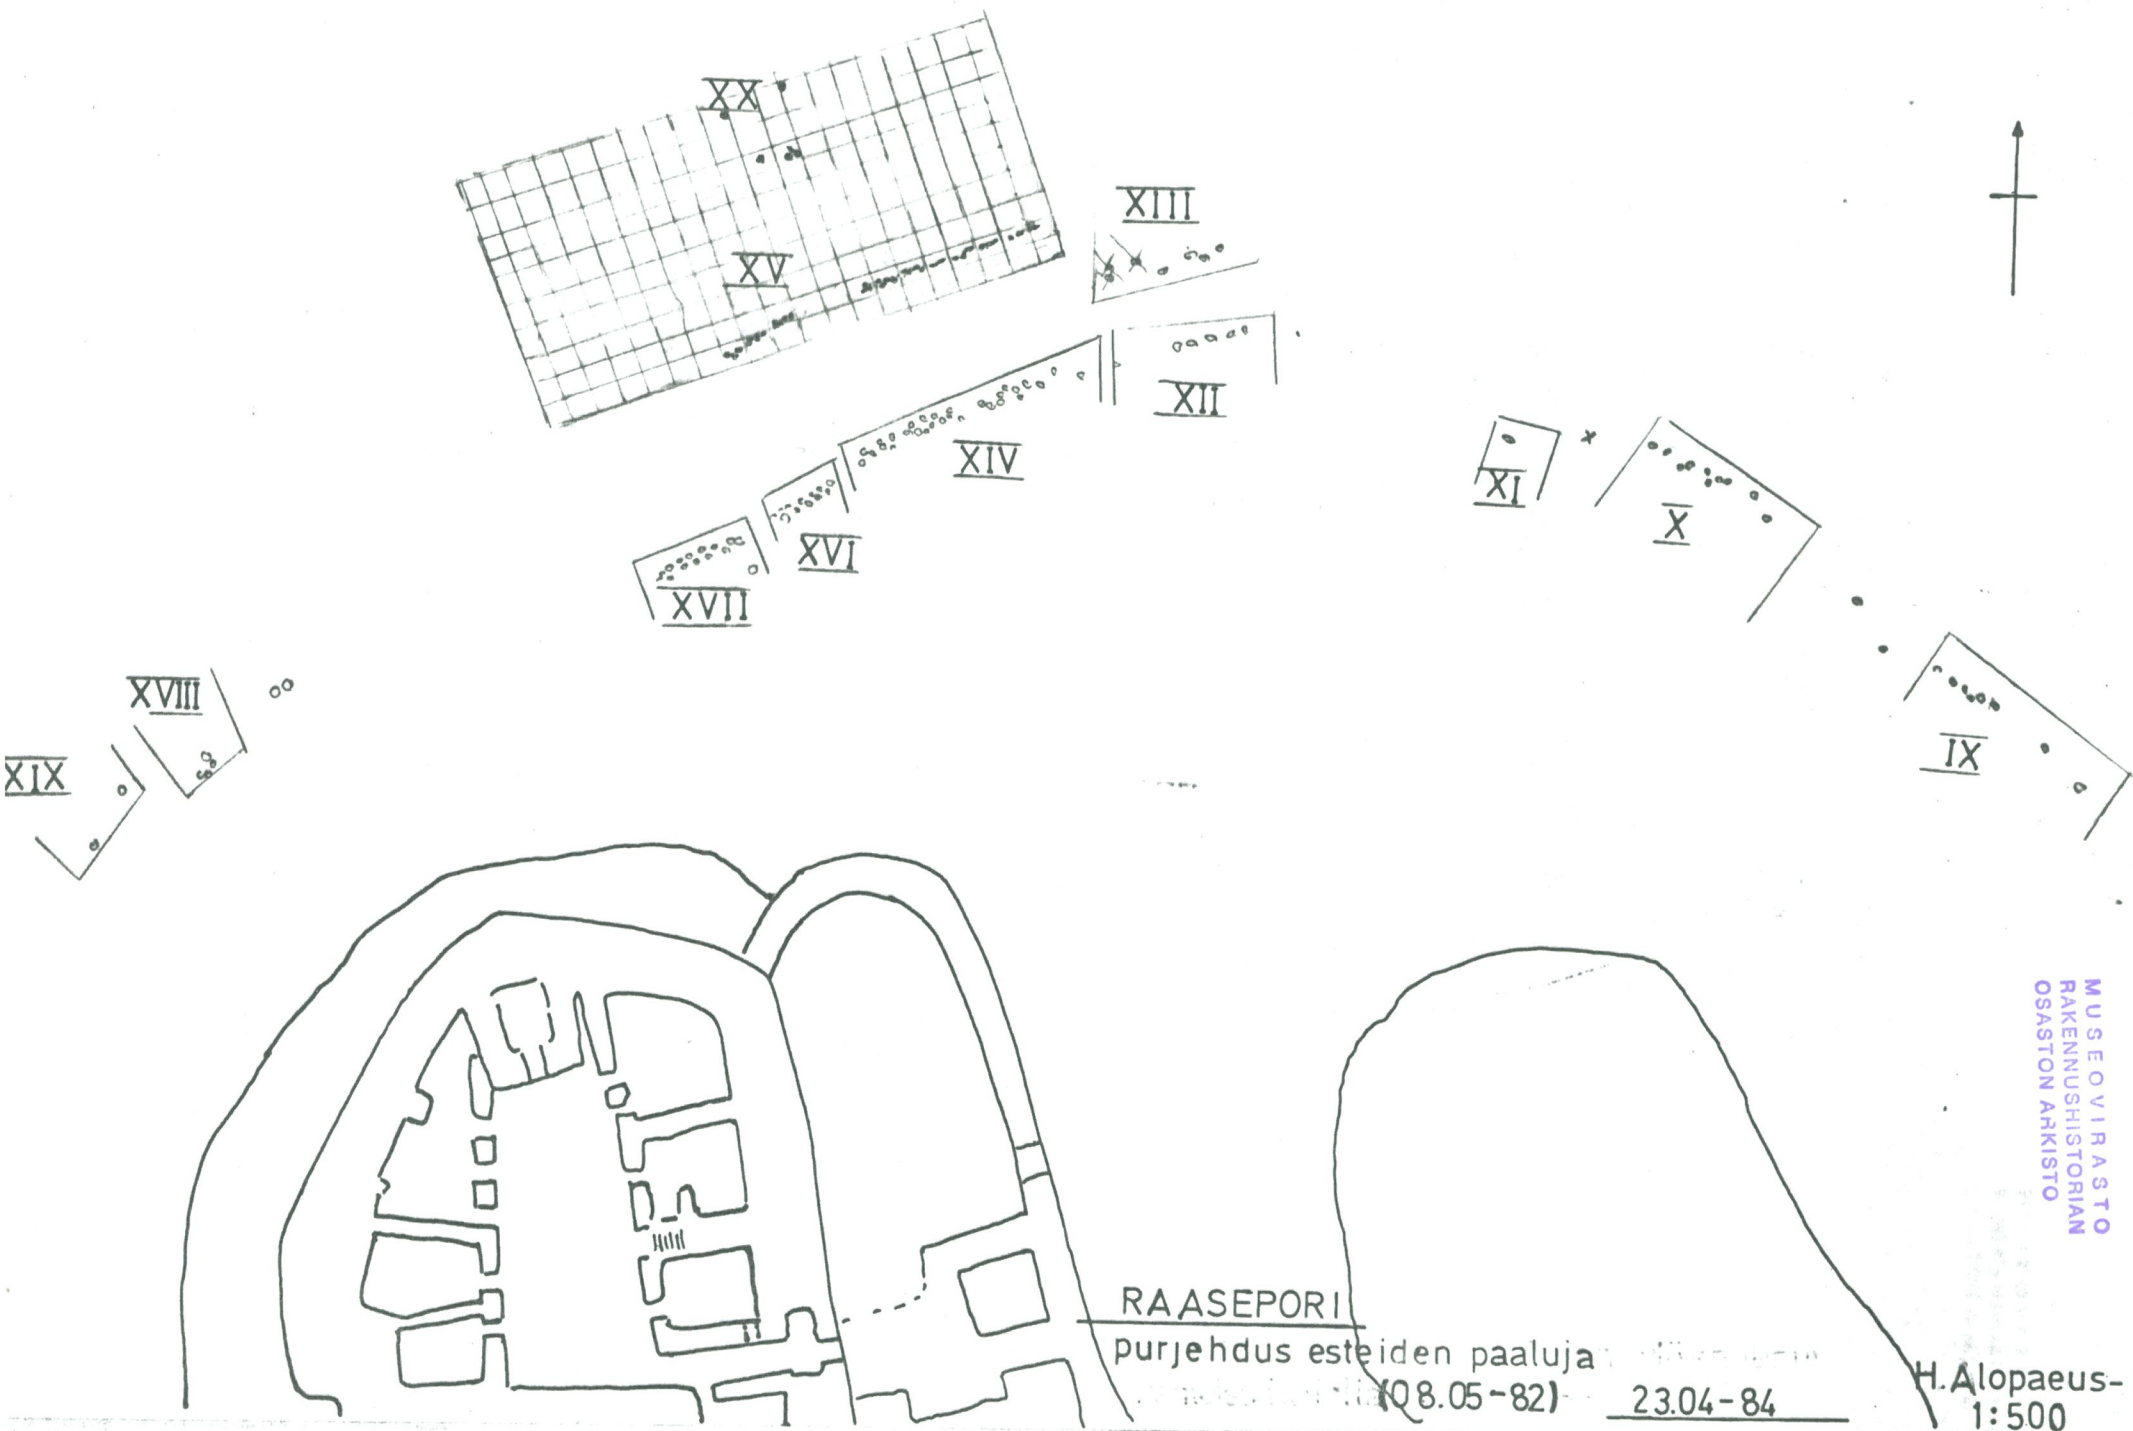 XX
XIII
XV
XII
XIV
XI
X
XVI
XVII
XVIII
IX
XIX
MUSEOVIRASTO
RAKENNUSHISTORIAN
OSASTON ARKISTO
RAASEPORI
purjehdus esteiden paaluja
(08.05-82)
23.04-84
H. Alopaeus-
1:500